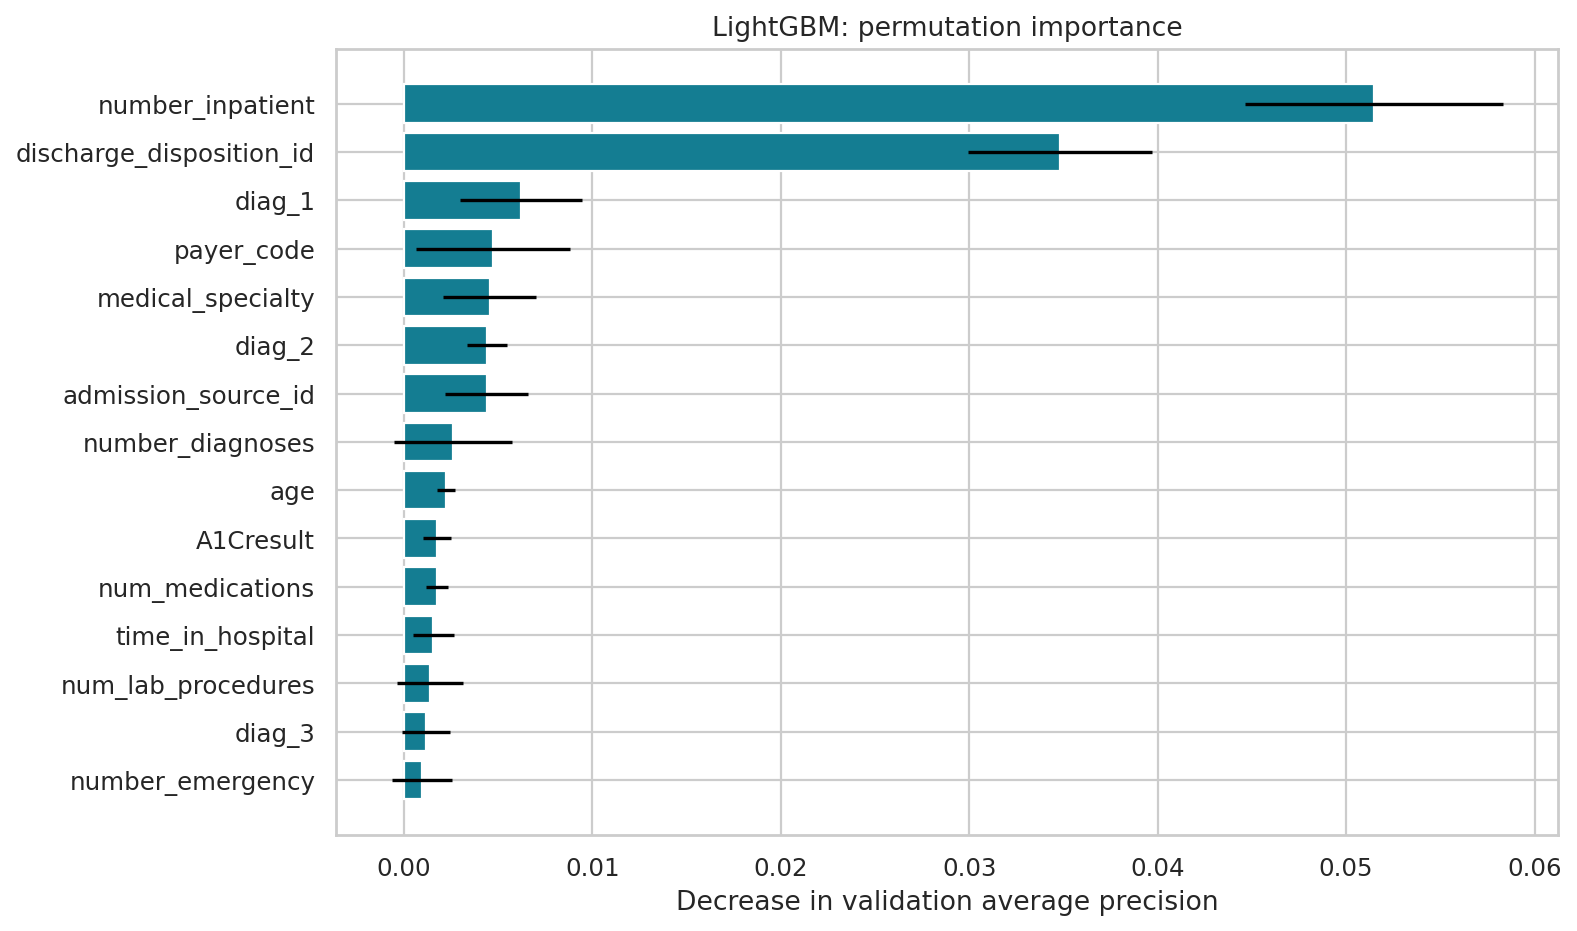 LightGBM: permutation importance
number_inpatient
discharge_disposition_id
diag_1
payer_code
medical_specialty
diag_2
admission_source_id
number_diagnoses
age
A1Cresult
num_medications
time_in_hospital
num_lab_procedures
diag_3
number_emergency
0.00 0.01 0.02 0.03 0.04 0.05 0.06
Decrease in validation average precision